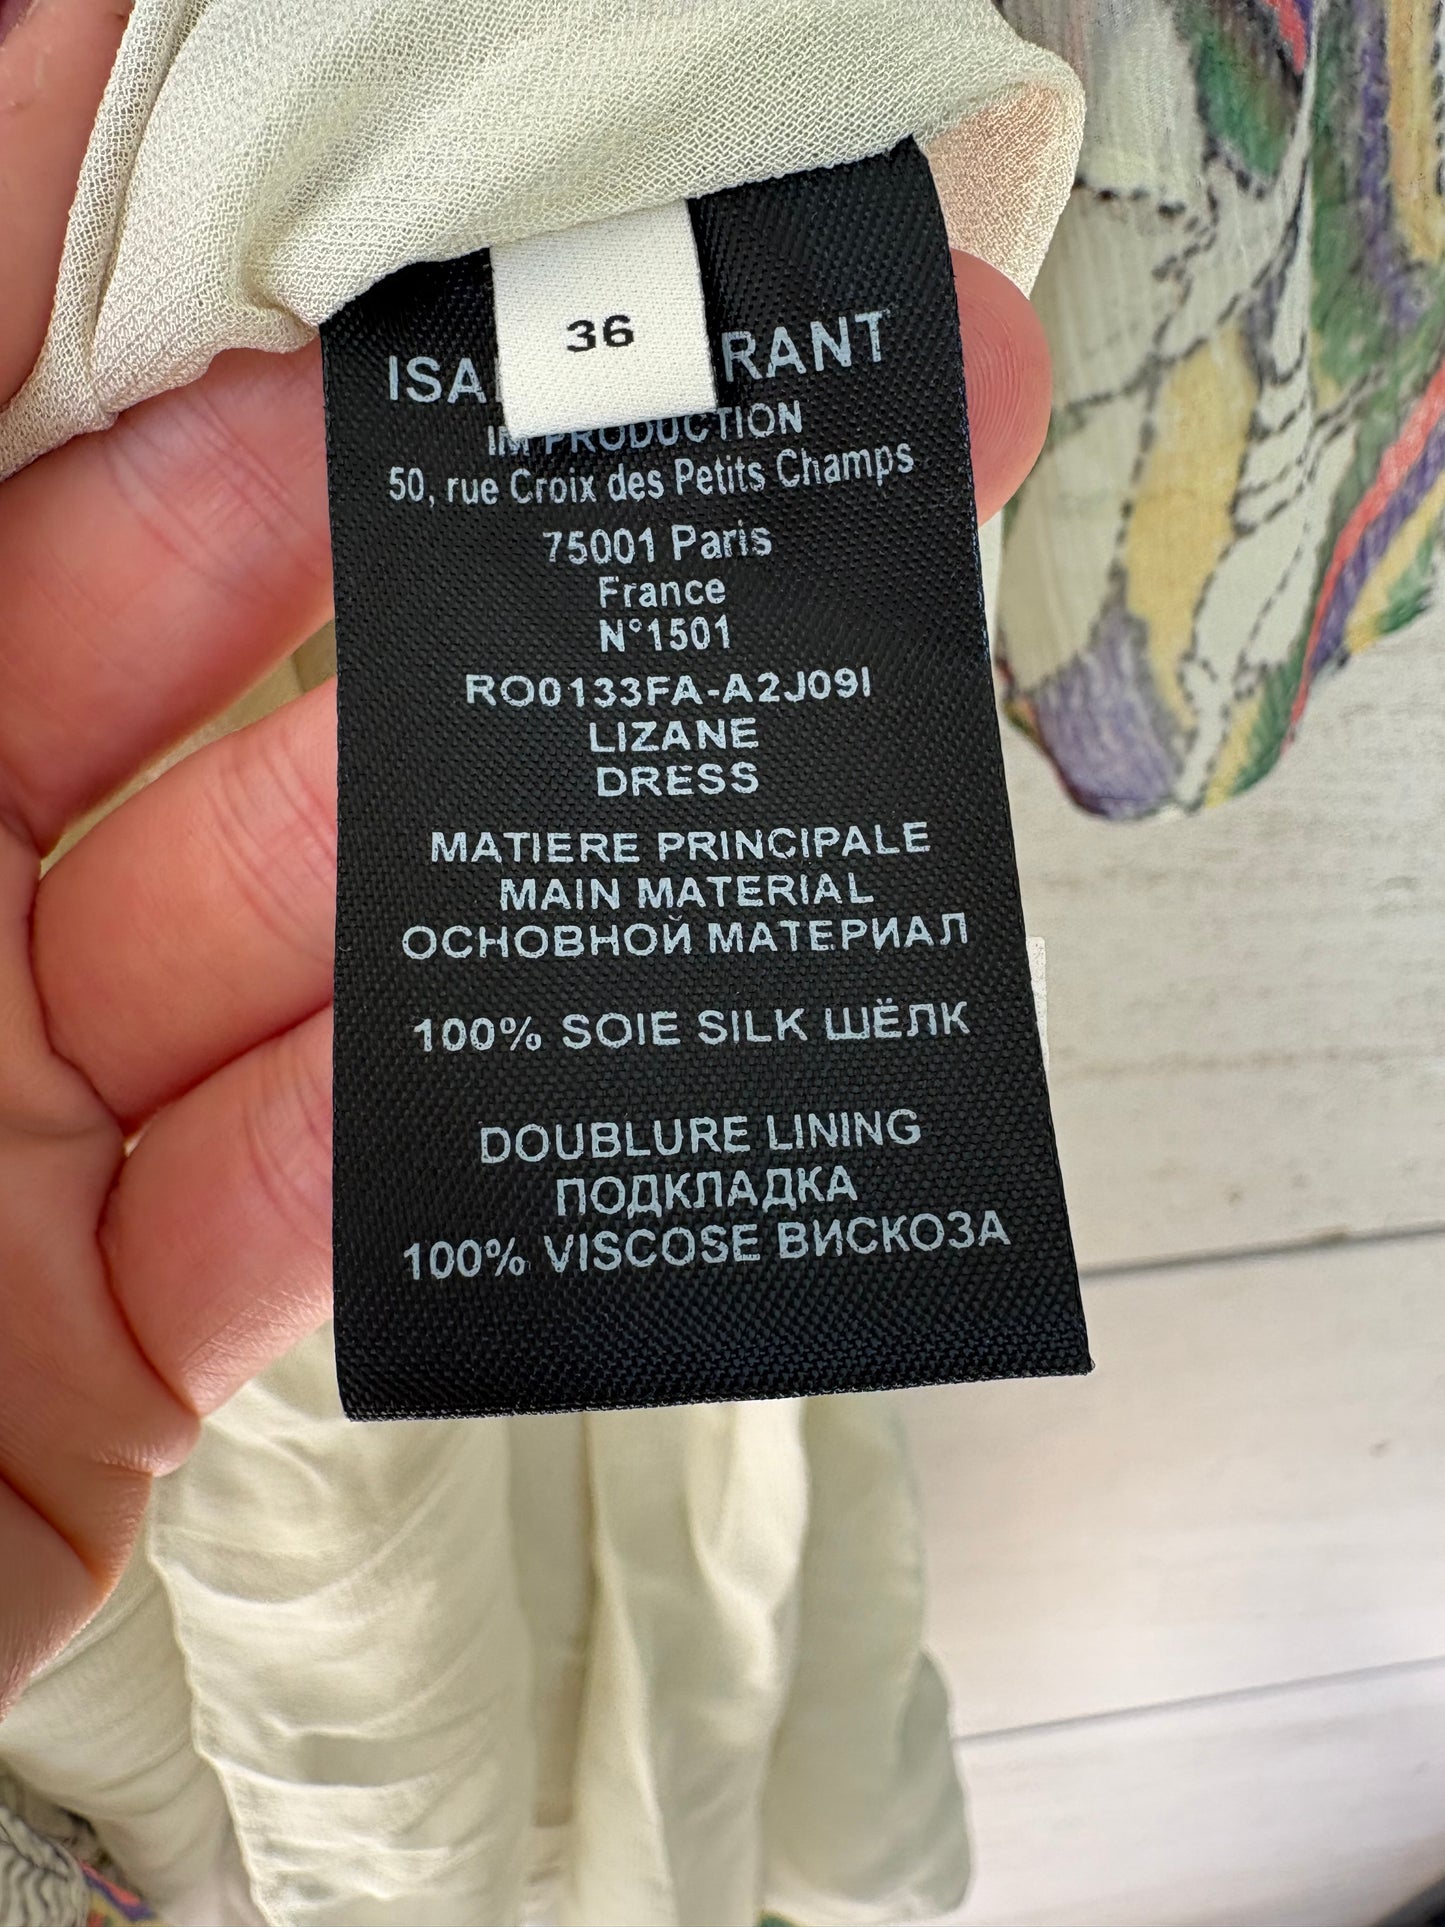 36
ISA RANT
IM PRODUCTION
50, rue Croix des Petits Champs
75001 Paris
France
N°1501
RO0133FA-A2J09I
LIZANE
DRESS
MATIERE PRINCIPALE
MAIN MATERIAL
ОСНОВНОЙ МАТЕРИАЛ
100% SOIE SILK ШЁЛК
DOUBLURE LINING
ПОДКЛАДКА
100% VISCOSE ВИСКОЗА